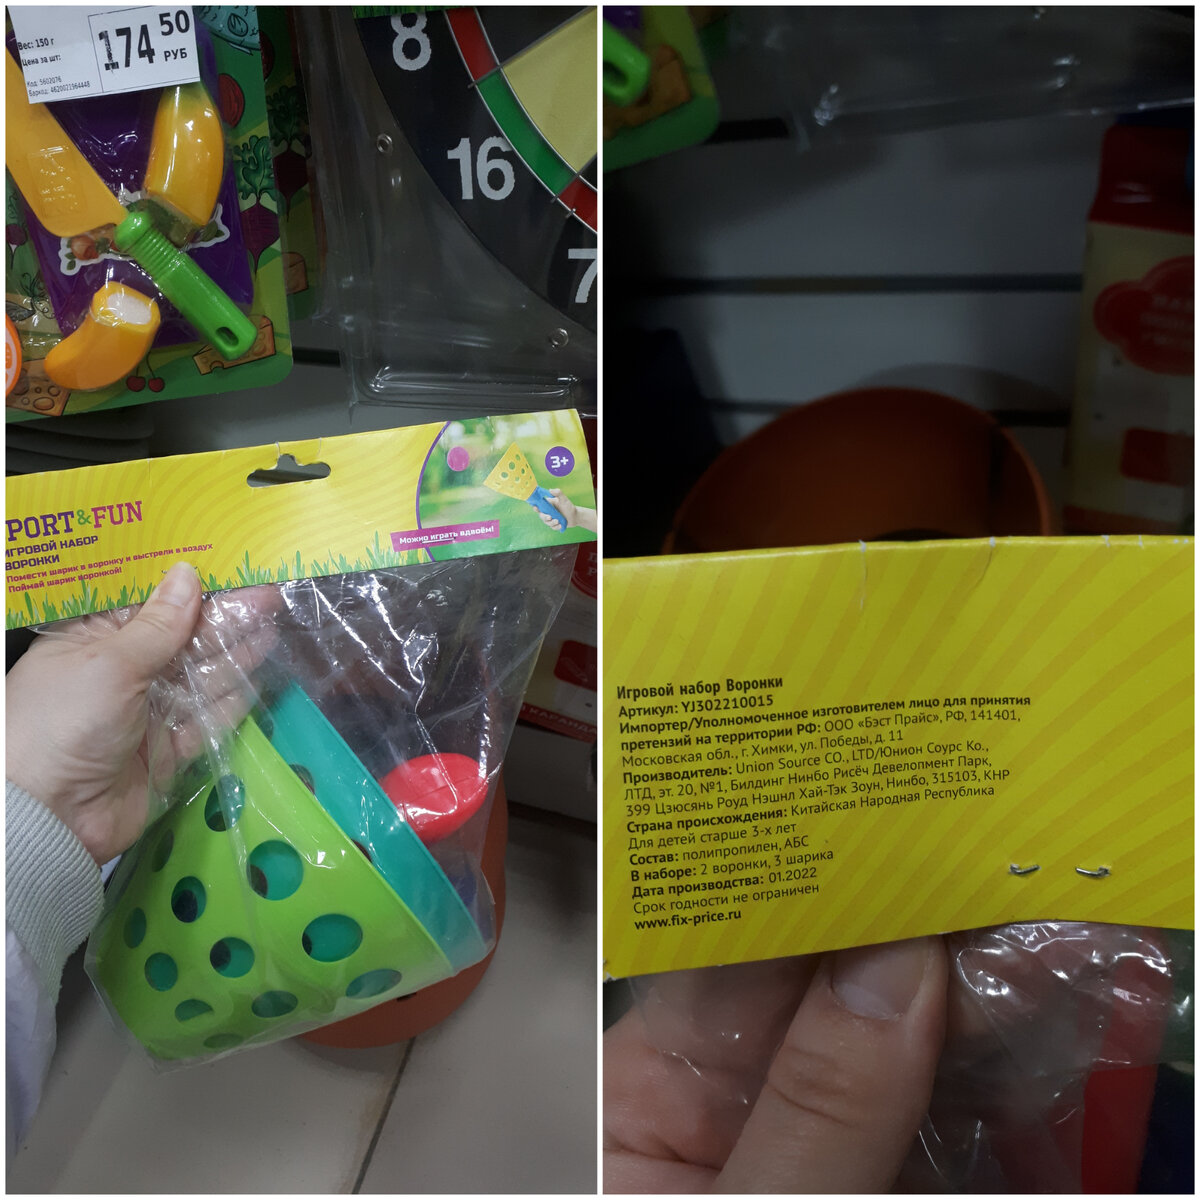 Вес: 150 г
Цена за шт:
174 50
РУБ
Код: 5602076
Баркод: 4620021964448
8
16
7
PORT&FUN
ИГРОВОЙ НАБОР
ВОРОНКИ
Помести шарик в воронку и выстрели в воздух
Поймай шарик воронкой!
Можно играть вдвоём!
3+
Игровой набор Воронки
Артикул: YJ302210015
Импортер/Уполномоченное изготовителем лицо для принятия
претензий на территории РФ: ООО «Бэст Прайс», РФ, 141401,
Московская обл., г. Химки, ул. Победы, д. 11
Производитель: Union Source CO., LTD/Юнион Соурс Ко.,
ЛТД, эт. 20, №1, Билдинг Нинбо Рисёч Девелопмент Парк,
399 Цзюсянь Роуд Нэшнл Хай-Тэк Зоун, Нинбо, 315103, КНР
Страна происхождения: Китайская Народная Республика
Для детей старше 3-х лет
Состав: полипропилен, АБС
В наборе: 2 воронки, 3 шарика
Дата производства: 01.2022
Срок годности не ограничен
www.fix-price.ru